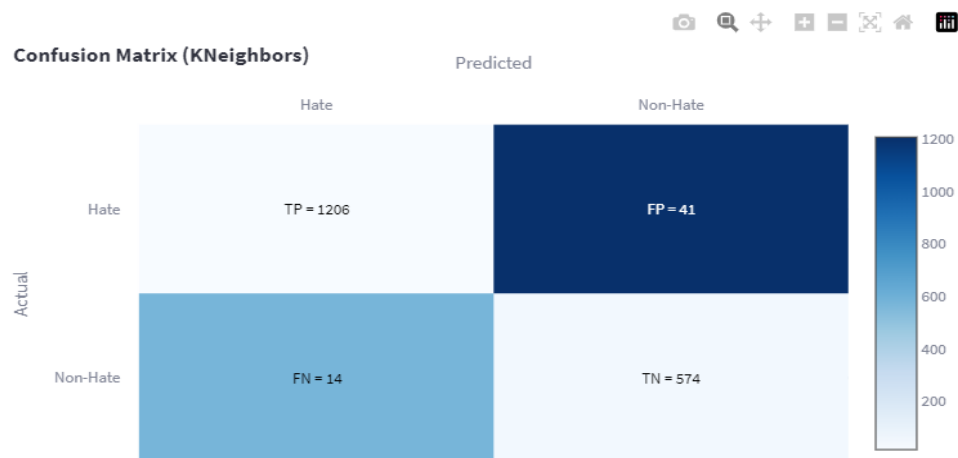 Confusion Matrix (KNeighbors)
Predicted
Hate
Non-Hate
Actual
Hate
TP = 1206
FP = 41
Non-Hate
FN = 14
TN = 574
1200
1000
800
600
400
200